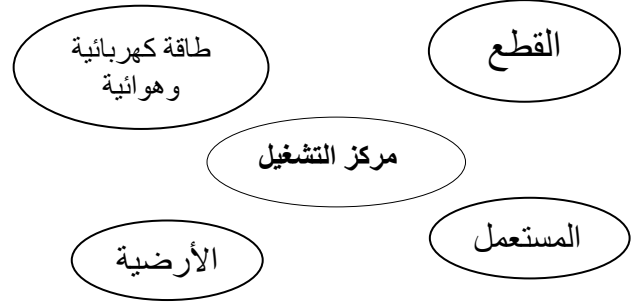 القطع
طاقة كهربائية
وهوائية
مركز التشغيل
المستعمل
الأرضية